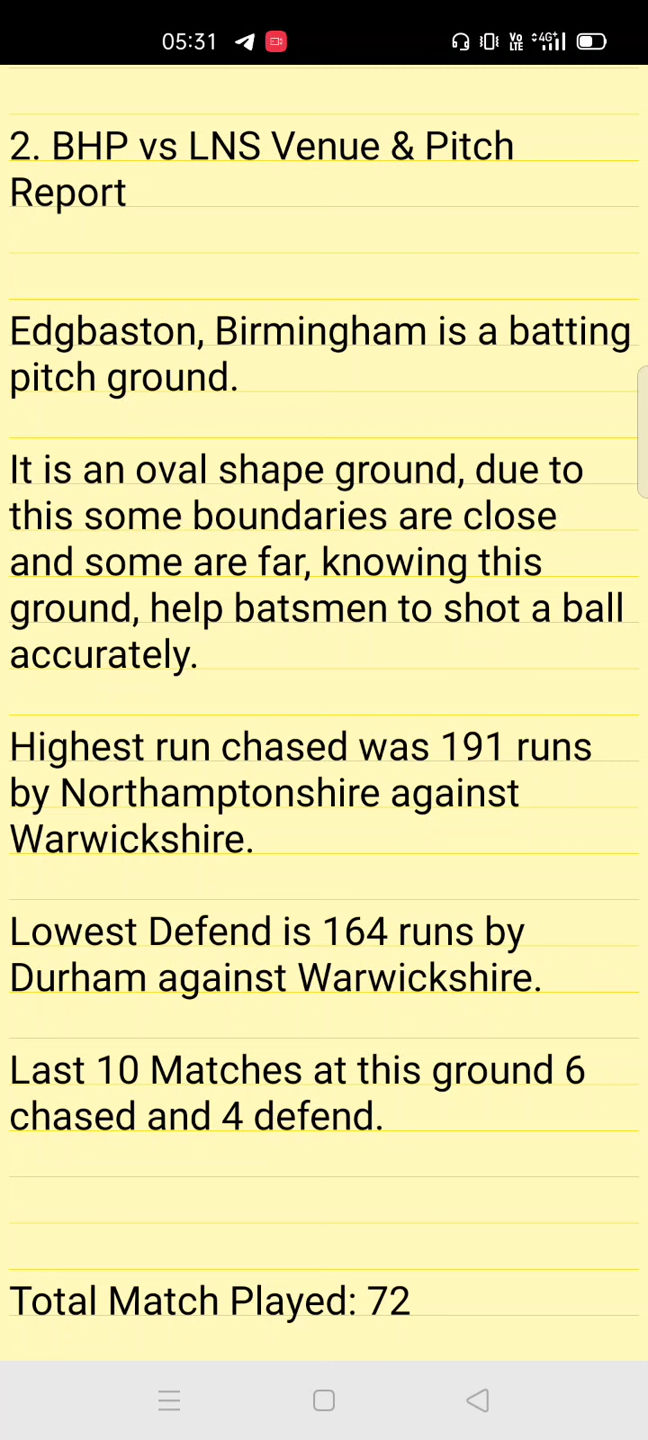 05:31
Vo
LTE
4G+
2. BHP vs LNS Venue & Pitch
Report
Edgbaston, Birmingham is a batting
pitch ground.
It is an oval shape ground, due to
this some boundaries are close
and some are far, knowing this
ground, help batsmen to shot a ball
accurately.
Highest run chased was 191 runs
by Northamptonshire against
Warwickshire.
Lowest Defend is 164 runs by
Durham against Warwickshire.
Last 10 Matches at this ground 6
chased and 4 defend.
Total Match Played: 72